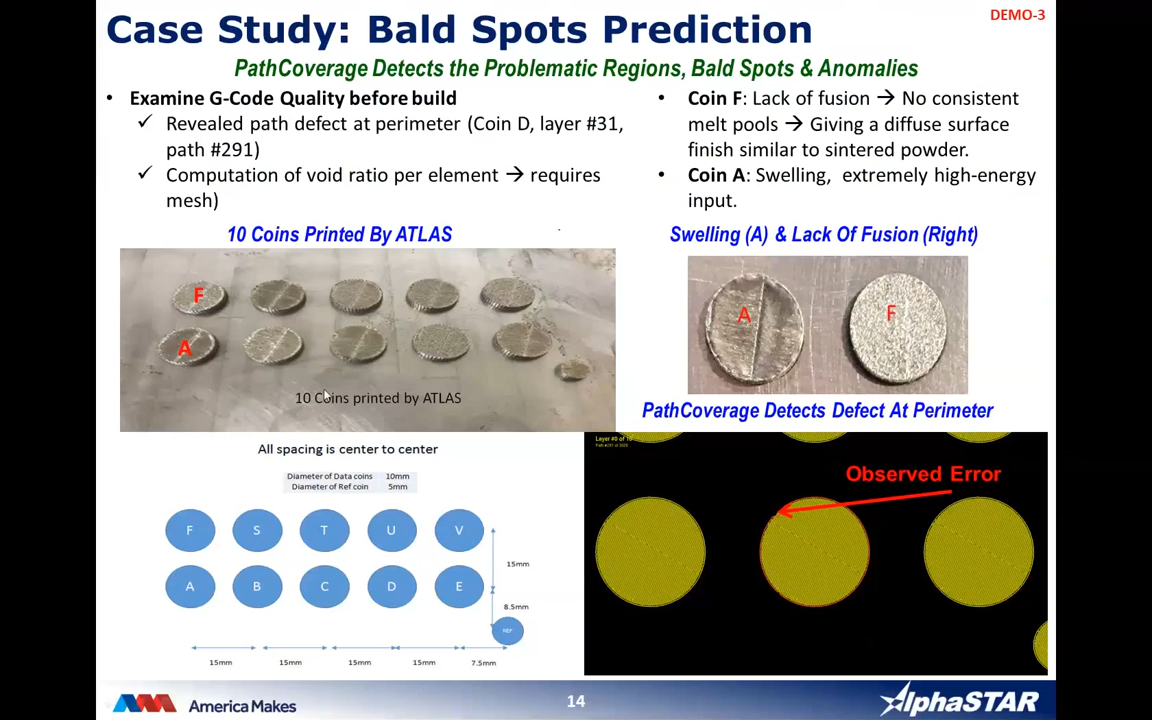 DEMO-3
Case Study: Bald Spots Prediction
PathCoverage Detects the Problematic Regions, Bald Spots & Anomalies
• Examine G-Code Quality before build
✓ Revealed path defect at perimeter (Coin D, layer #31,
path #291)
✓ Computation of void ratio per element → requires
mesh)
• Coin F: Lack of fusion → No consistent
melt pools → Giving a diffuse surface
finish similar to sintered powder.
• Coin A: Swelling, extremely high-energy
input.
10 Coins Printed By ATLAS
F
A
10 Coins printed by ATLAS
Swelling (A) & Lack Of Fusion (Right)
A F
PathCoverage Detects Defect At Perimeter
All spacing is center to center
Diameter of Data coins 10mm
Diameter of Ref coin 5mm
F S T U V
A B C D E
15mm
8.5mm
REF
15mm 15mm 15mm 15mm 7.5mm
Observed Error
America Makes
14
AlphaSTAR